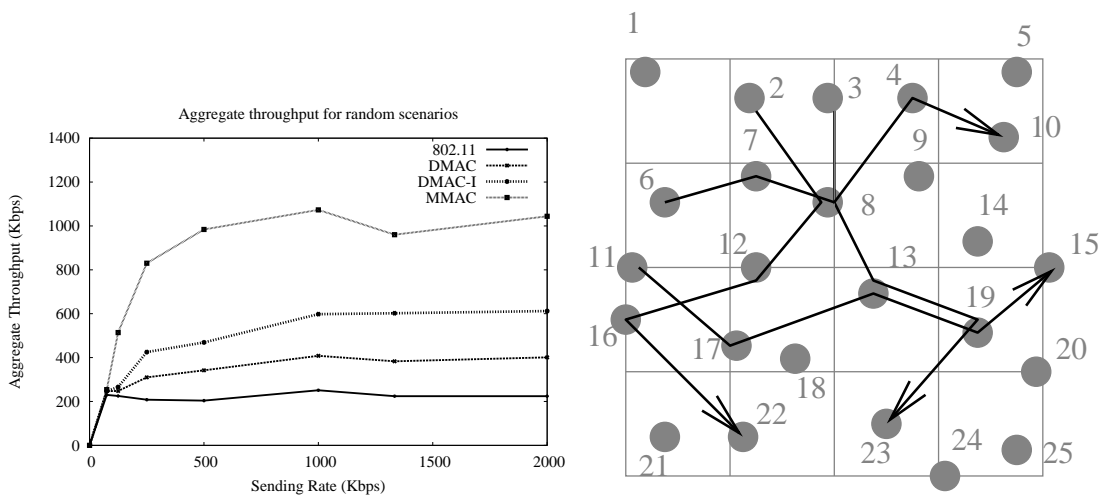 Aggregate throughput for random scenarios
1400
1200
1000
800
600
400
200
0
Aggregate Throughput (Kbps)
802.11
DMAC
DMAC-I
MMAC
0 500 1000 1500 2000
Sending Rate (Kbps)
1 5
2 3 4
7 9 10
6 8
14
11 12 13 15
16 17 19
18 20
22
21 23 24 25